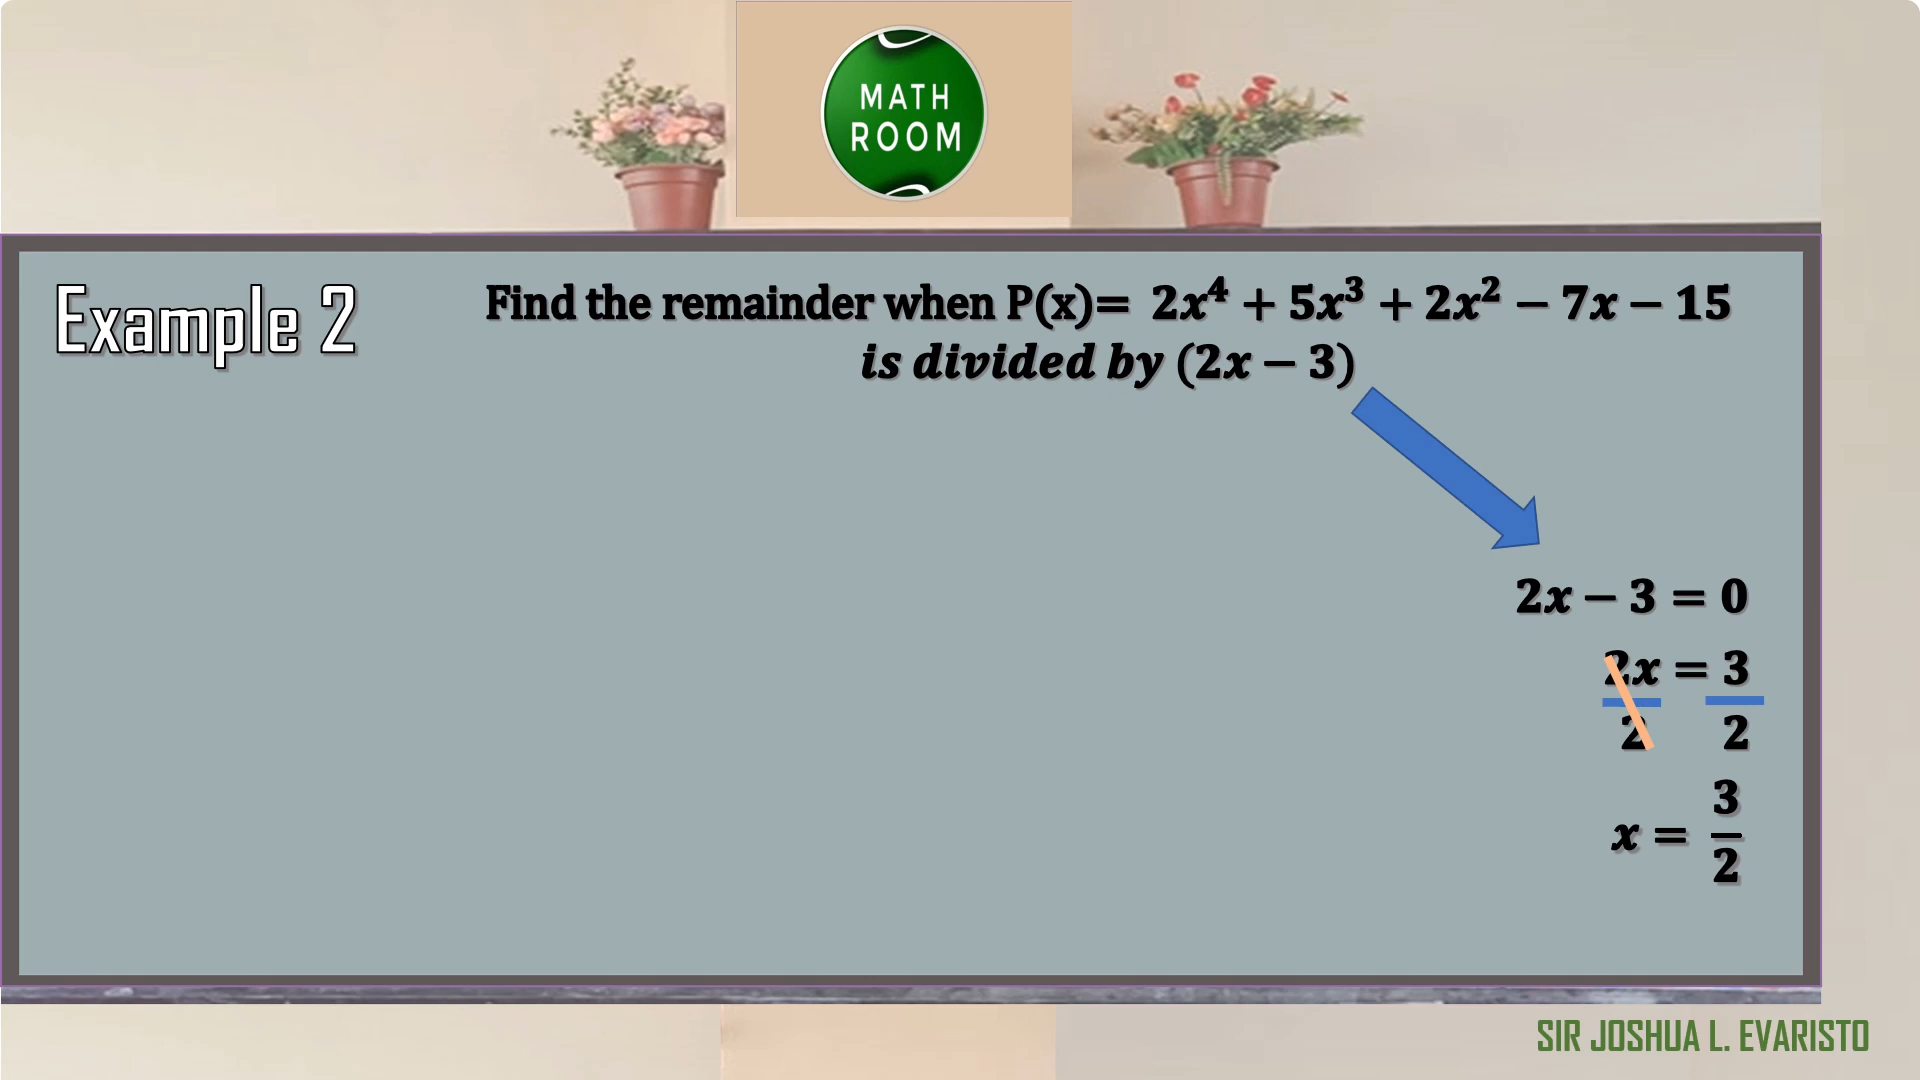 MATH
ROOM
Example 2
Find the remainder when P(x)= 2x⁴ + 5x³ + 2x² − 7x − 15
is divided by (2x − 3)
2x − 3 = 0
2x = 3
2 2
x = 3/2
SIR JOSHUA L. EVARISTO